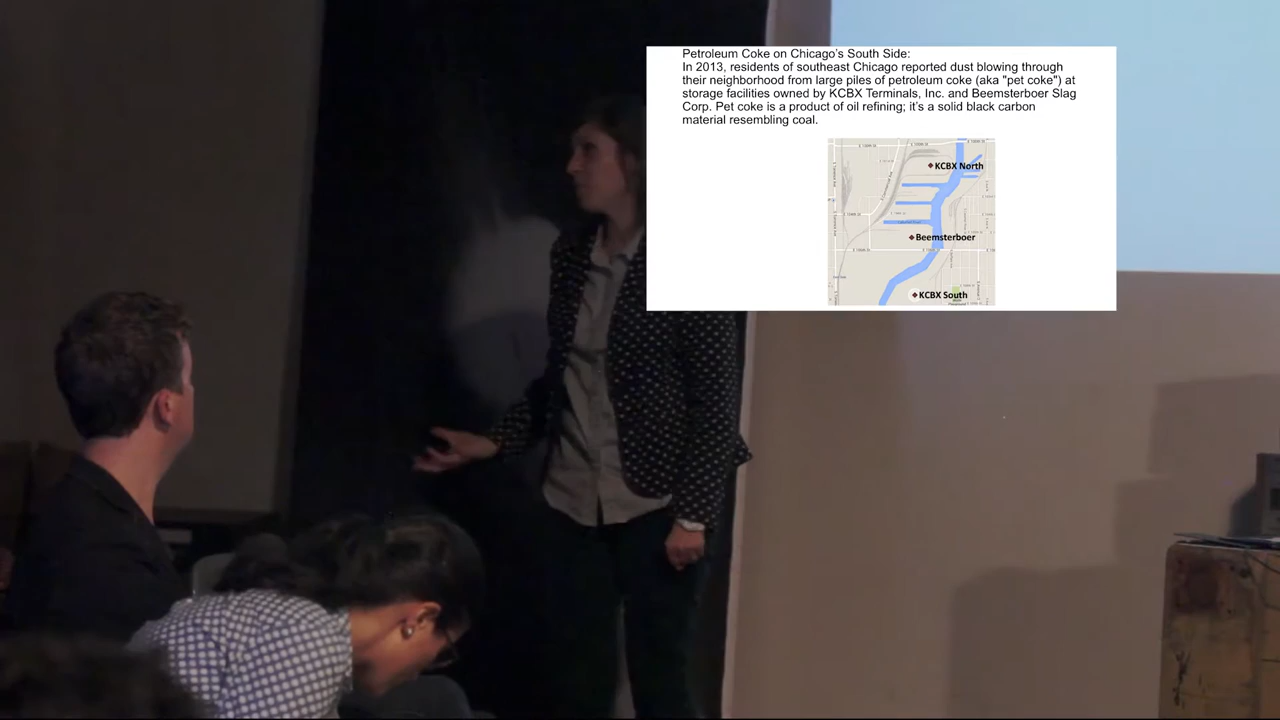 Petroleum Coke on Chicago's South Side:
In 2013, residents of southeast Chicago reported dust blowing through
their neighborhood from large piles of petroleum coke (aka "pet coke") at
storage facilities owned by KCBX Terminals, Inc. and Beemsterboer Slag
Corp. Pet coke is a product of oil refining; it's a solid black carbon
material resembling coal.
KCBX North
Beemsterboer
KCBX South